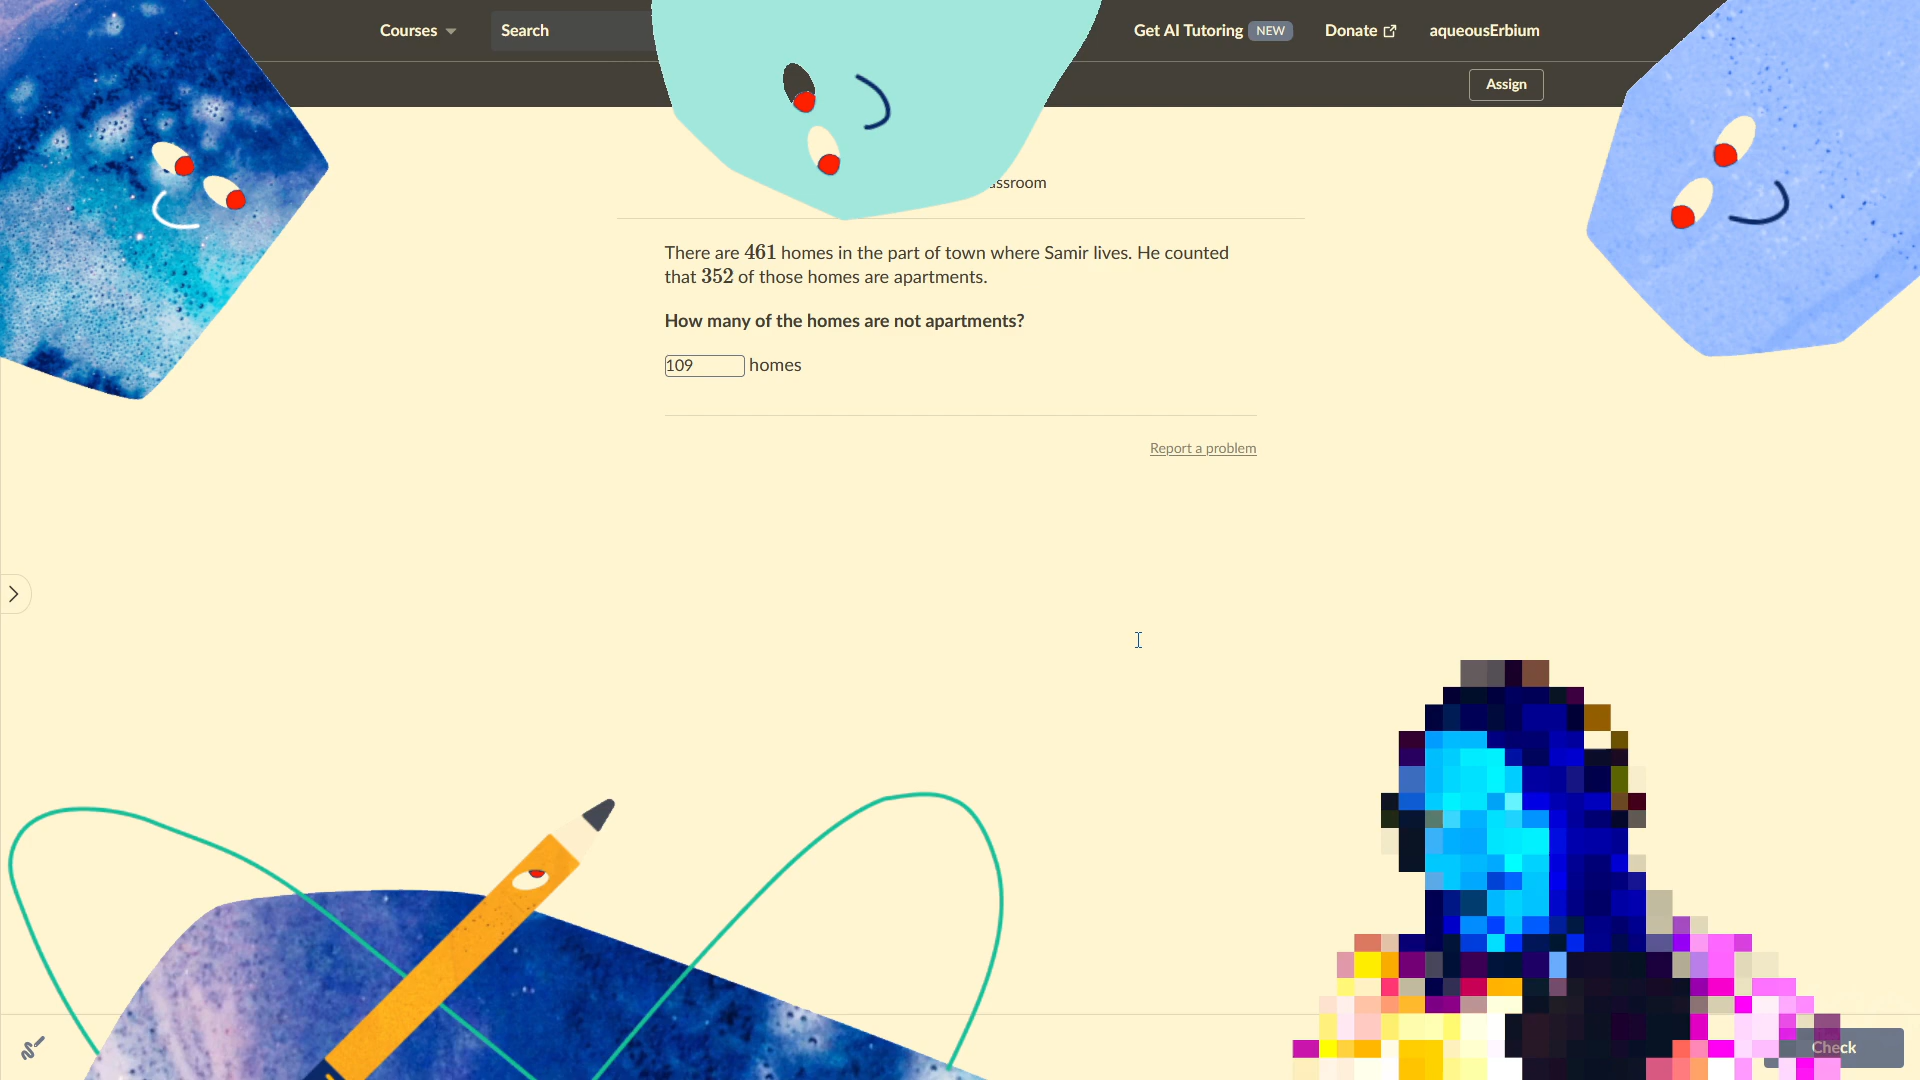 Courses
Search
Get AI Tutoring NEW
Donate
aqueousErbium
Assign
There are 461 homes in the part of town where Samir lives. He counted
that 352 of those homes are apartments.
How many of the homes are not apartments?
109 homes
Report a problem
Check